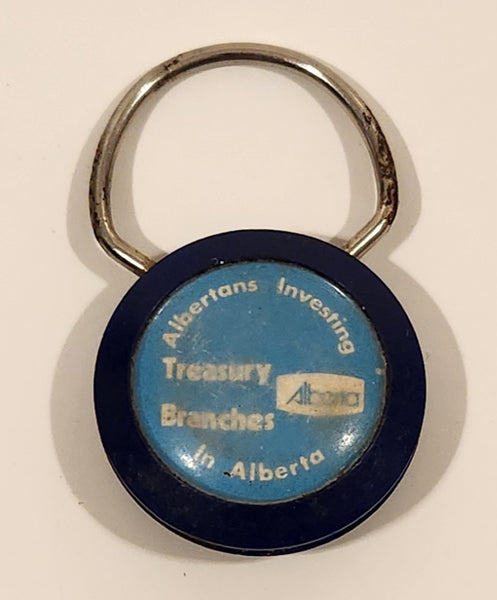 Albertans Investing
Treasury
Branches
Alberta
In Alberta